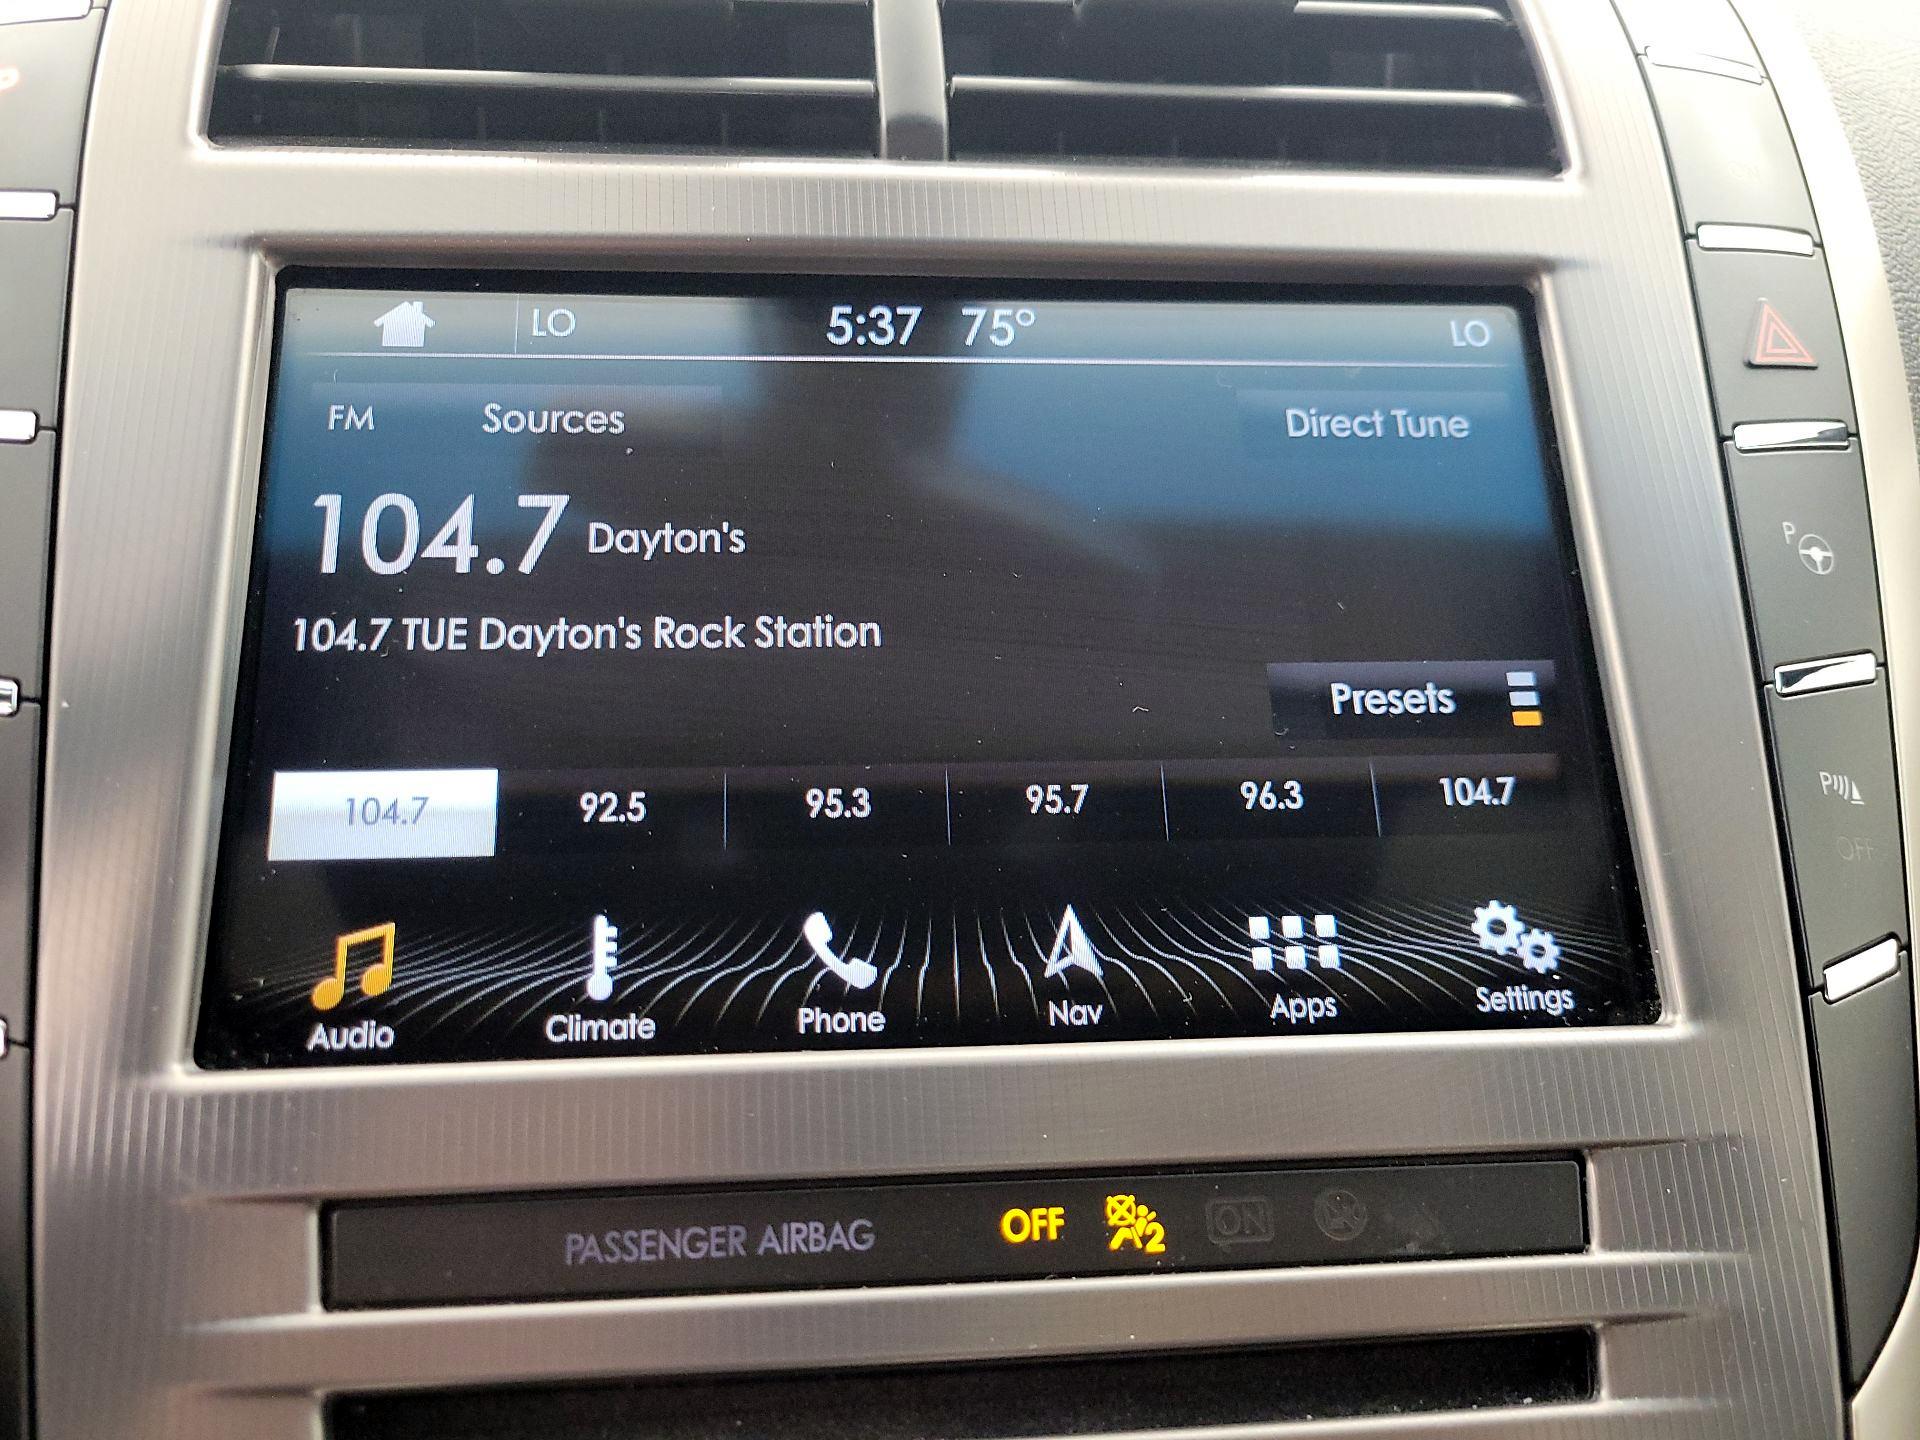 LO 5:37 75° LO
FM Sources Direct Tune
104.7 Dayton's
104.7 TUE Dayton's Rock Station
Presets
104.7 92.5 95.3 95.7 96.3 104.7
Audio Climate Phone Nav Apps Settings
PASSENGER AIRBAG OFF 2 ON
P
P
OFF